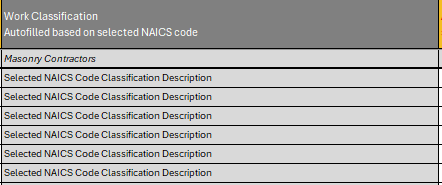 Work Classification
Autofilled based on selected NAICS code
Masonry Contractors
Selected NAICS Code Classification Description
Selected NAICS Code Classification Description
Selected NAICS Code Classification Description
Selected NAICS Code Classification Description
Selected NAICS Code Classification Description
Selected NAICS Code Classification Description